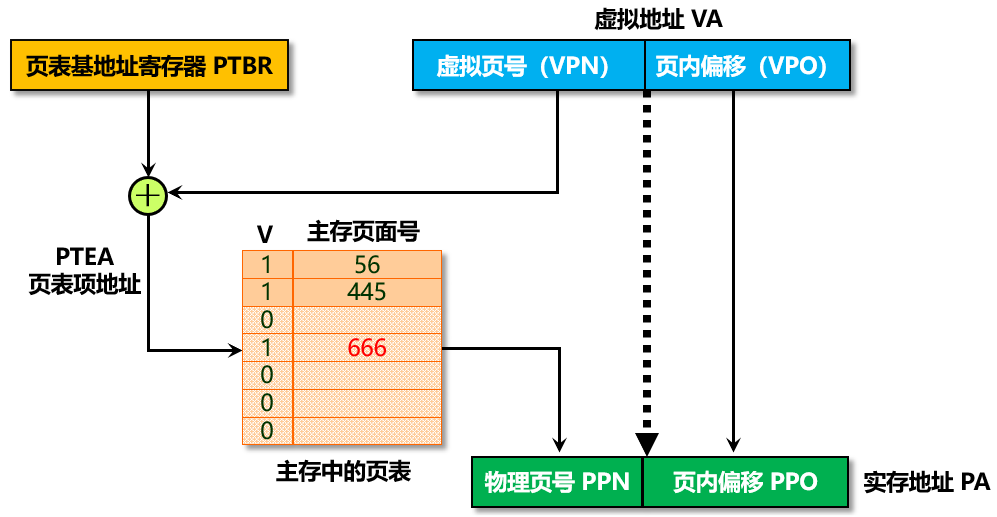 虚拟地址 VA
页表基地址寄存器 PTBR
虚拟页号（VPN）
页内偏移（VPO）
PTEA
页表项地址
V 主存页面号
1 56
1 445
0
1 666
0
0
0
主存中的页表
物理页号 PPN
页内偏移 PPO
实存地址 PA